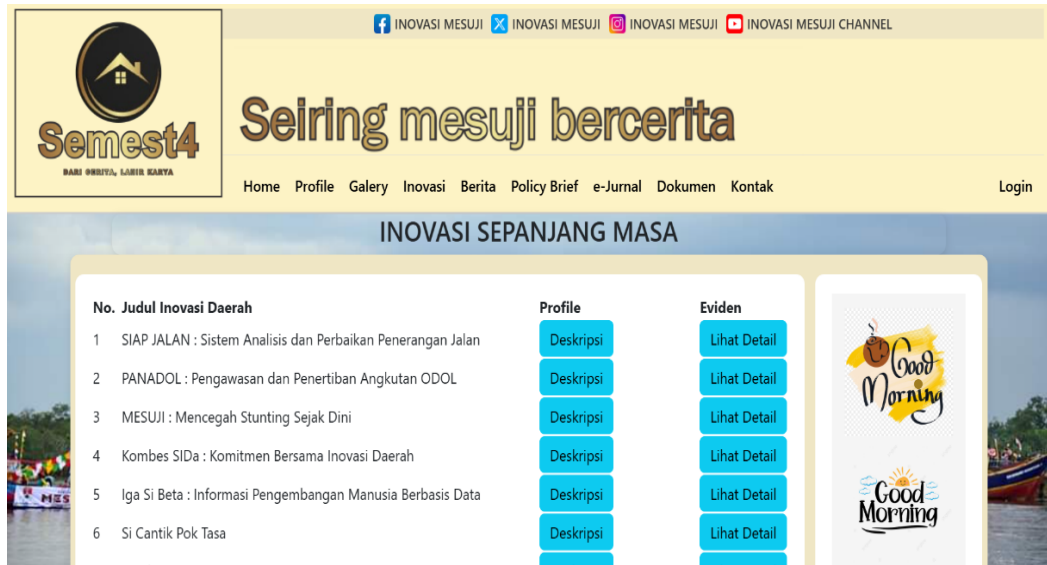 INOVASI MESUJI INOVASI MESUJI INOVASI MESUJI INOVASI MESUJI CHANNEL
Semest4
DARI CERITA, LAHIR KARYA
Seiring mesuji bercerita
Home Profile Galery Inovasi Berita Policy Brief e-Jurnal Dokumen Kontak Login
INOVASI SEPANJANG MASA
No. Judul Inovasi Daerah Profile Eviden
1 SIAP JALAN : Sistem Analisis dan Perbaikan Penerangan Jalan Deskripsi Lihat Detail
2 PANADOL : Pengawasan dan Penertiban Angkutan ODOL Deskripsi Lihat Detail
3 MESUJI : Mencegah Stunting Sejak Dini Deskripsi Lihat Detail
4 Kombes SIDa : Komitmen Bersama Inovasi Daerah Deskripsi Lihat Detail
5 Iga Si Beta : Informasi Pengembangan Manusia Berbasis Data Deskripsi Lihat Detail
6 Si Cantik Pok Tasa Deskripsi Lihat Detail
Good
Morning
Good
Morning